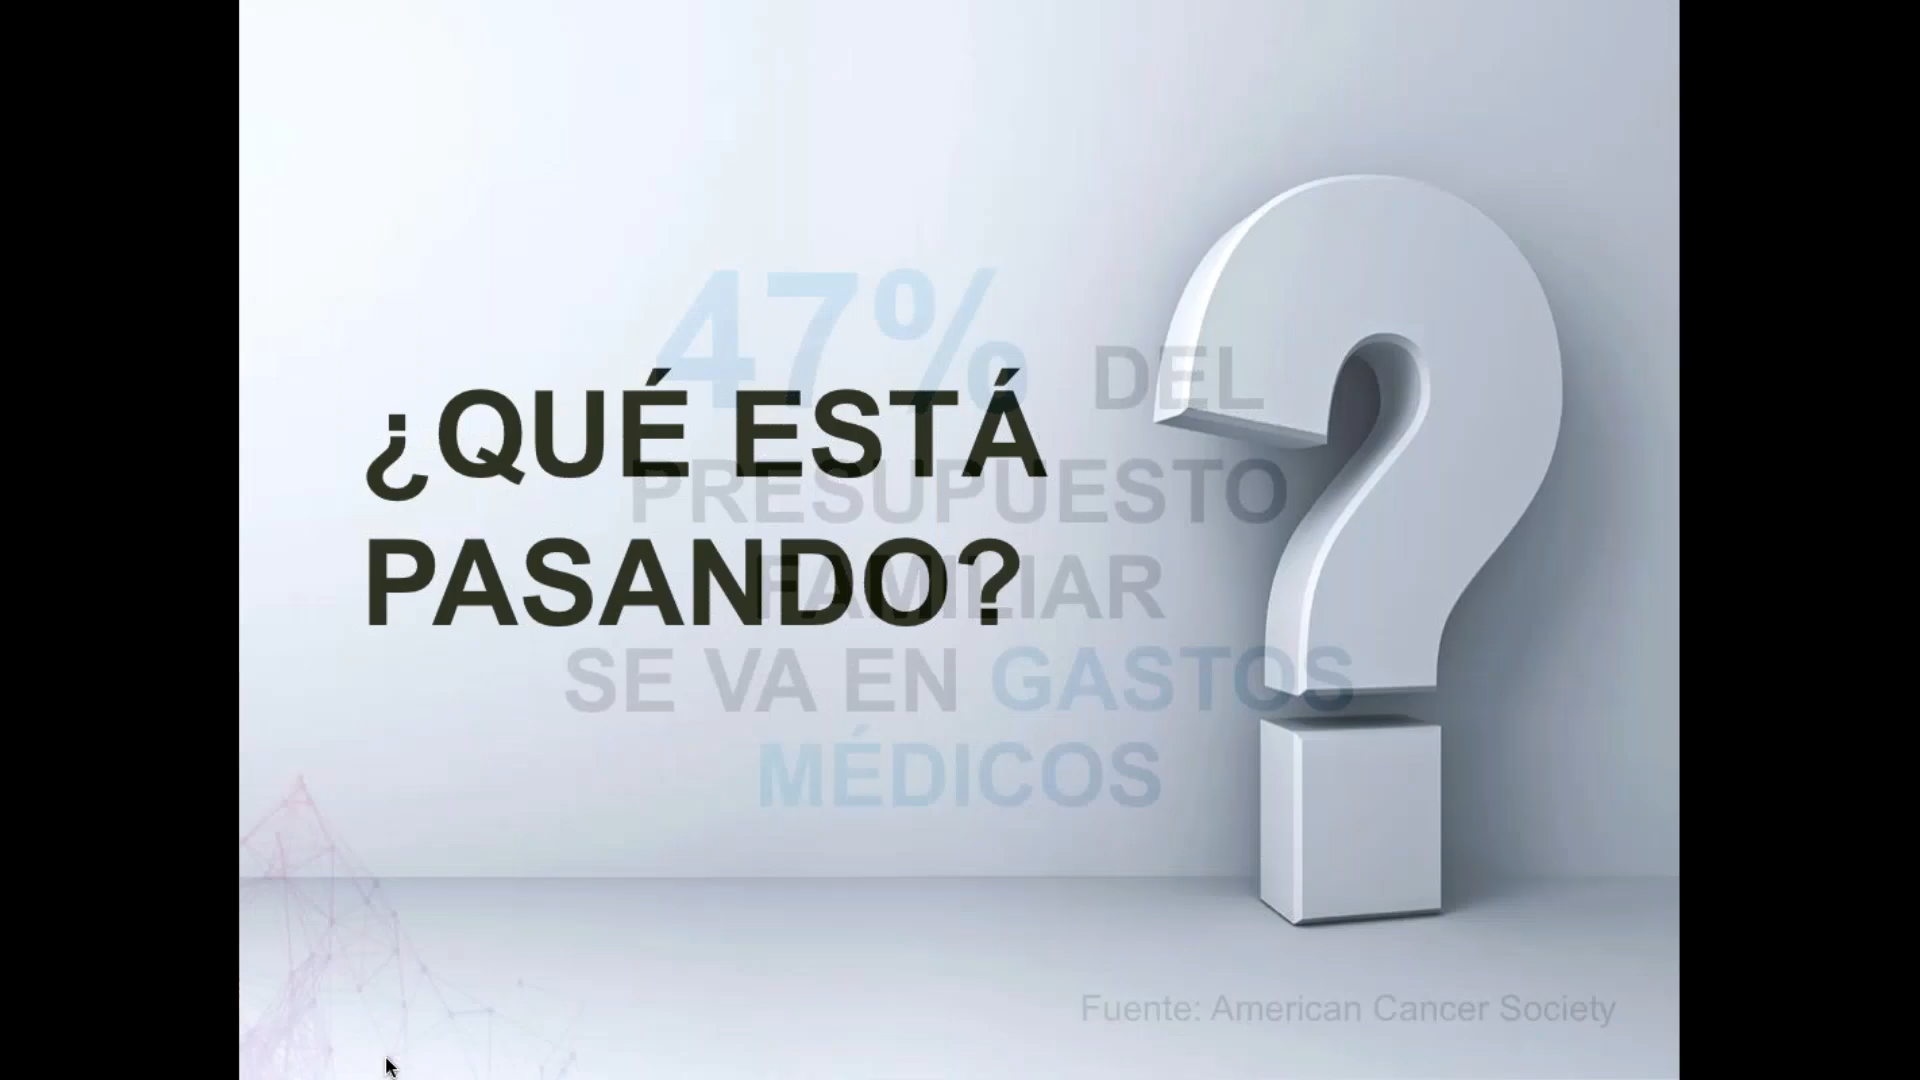 ¿QUÉ ESTÁ
PASANDO?
47% DEL
PRESUPUESTO
FAMILIAR
SE VA EN GASTOS
MÉDICOS
Fuente: American Cancer Society